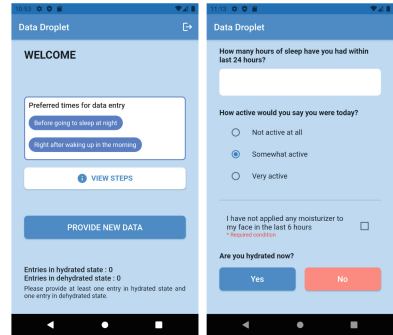 10:53
Data Droplet
WELCOME
Preferred times for data entry
Before going to sleep at night
Right after waking up in the morning
VIEW STEPS
PROVIDE NEW DATA
Entries in hydrated state : 0
Entries in dehydrated state : 0
Please provide at least one entry in hydrated state and
one entry in dehydrated state.
11:13
Data Droplet
How many hours of sleep have you had within
last 24 hours?
How active would you say you were today?
Not active at all
Somewhat active
Very active
I have not applied any moisturizer to
my face in the last 6 hours
* Required condition
Are you hydrated now?
Yes
No